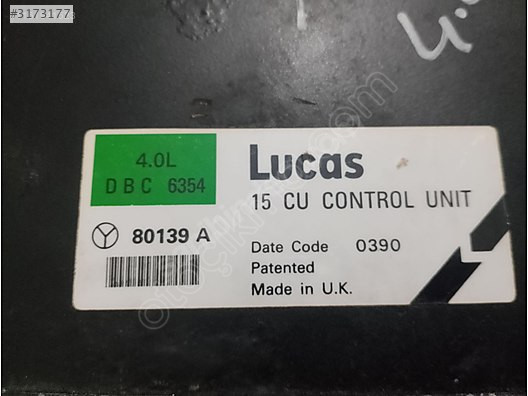 #3173177
4.0L
DBC 6354
80139 A
Lucas
15 CU CONTROL UNIT
Date Code 0390
Patented
Made in U.K.